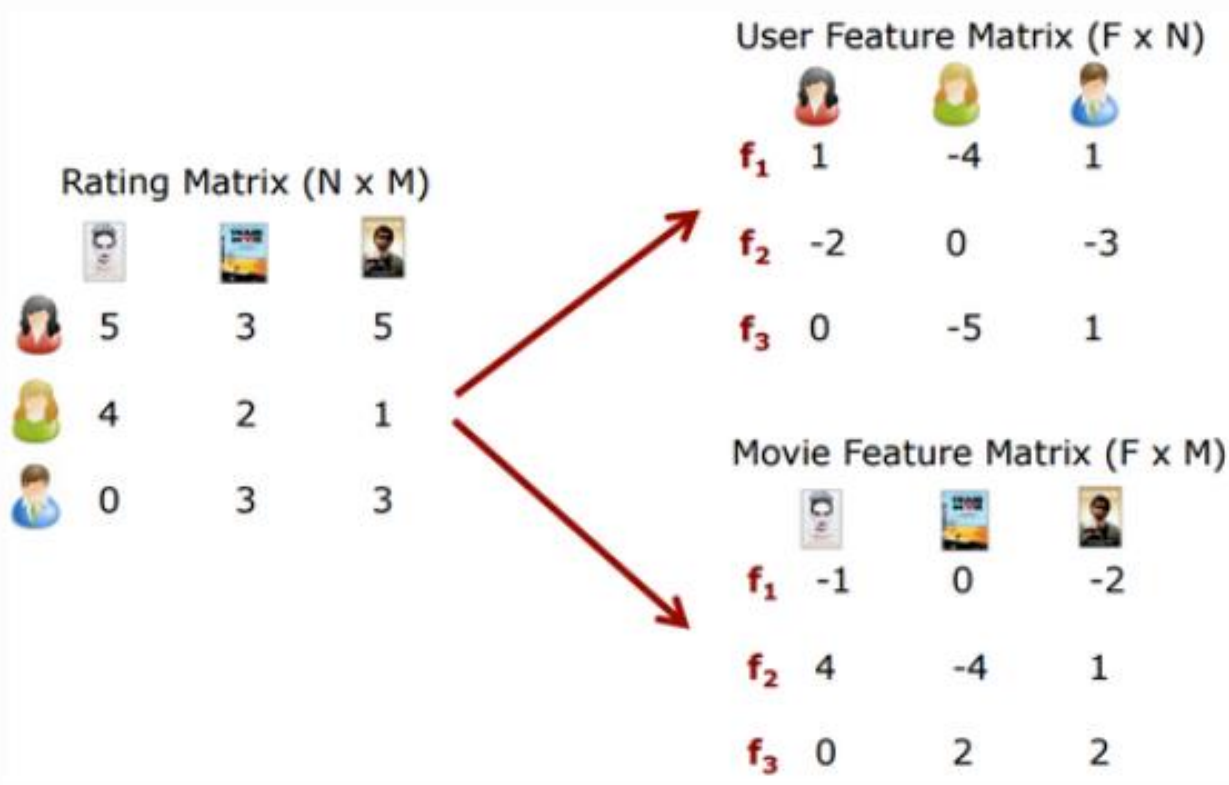 Rating Matrix (N x M)
5 3 5
4 2 1
0 3 3
User Feature Matrix (F x N)
f₁ 1 -4 1
f₂ -2 0 -3
f₃ 0 -5 1
Movie Feature Matrix (F x M)
f₁ -1 0 -2
f₂ 4 -4 1
f₃ 0 2 2